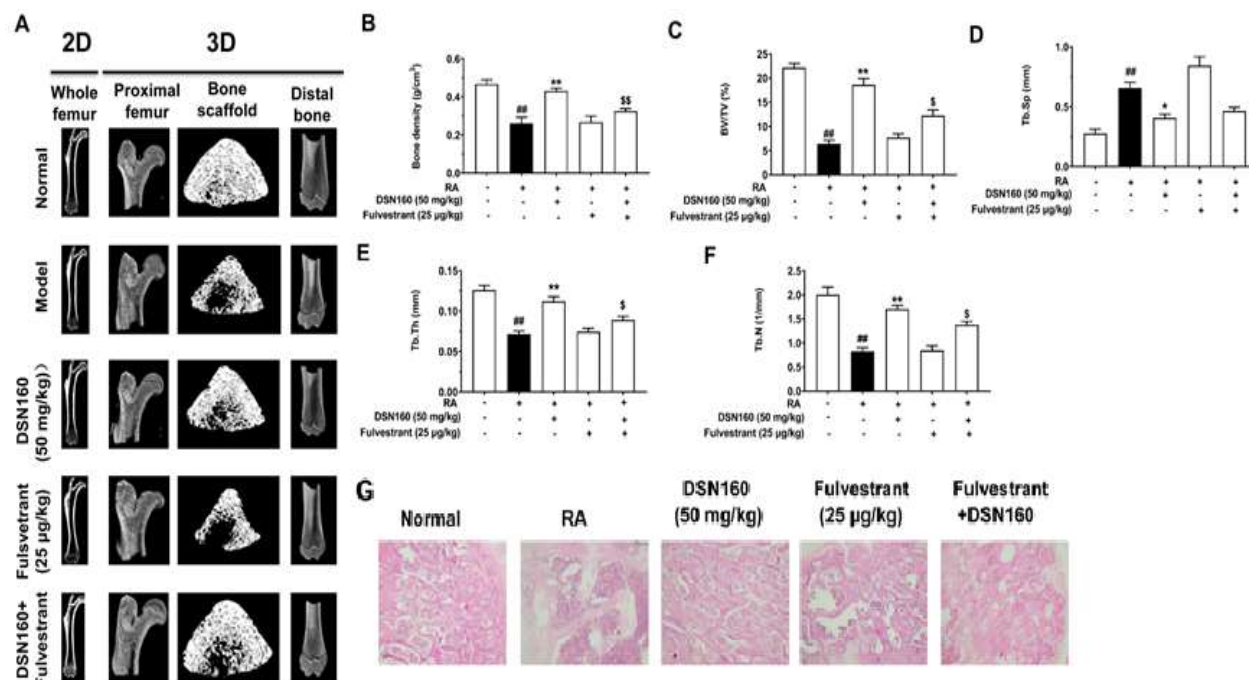 A
2D 3D
Whole femur
Proximal femur
Bone scaffold
Distal bone
Normal
Model
DSN160 (50 mg/kg)
Fulsvetrant (25 µg/kg)
DSN160+
B
Bone density (g/cm³)
0.6
0.4
0.2
0.0
##
**
$$
RA - + + + +
DSN160 (50 mg/kg) - - + - +
Fulvestrant (25 µg/kg) - - - + +
C
BV/TV (%)
25
20
15
10
5
0
##
**
$
RA - + + + +
DSN160 (50 mg/kg) - - + - +
Fulvestrant (25 µg/kg) - - - + +
D
Tb.Sp (mm)
1.0
0.5
0.0
##
*
RA - + + + +
DSN160 (50 mg/kg) - - + - +
Fulvestrant (25 µg/kg) - - - + +
E
Tb.Th (mm)
0.15
0.10
0.05
0.00
##
**
$
RA - + + + +
DSN160 (50 mg/kg) - - + - +
Fulvestrant (25 µg/kg) - - - + +
F
Tb.N (1/mm)
2.5
2.0
1.5
1.0
0.5
0.0
##
**
$
RA - + + + +
DSN160 (50 mg/kg) - - + - +
Fulvestrant (25 µg/kg) - - - + +
G
Normal
RA
DSN160
(50 mg/kg)
Fulvestrant
(25 µg/kg)
Fulvestrant
+DSN160